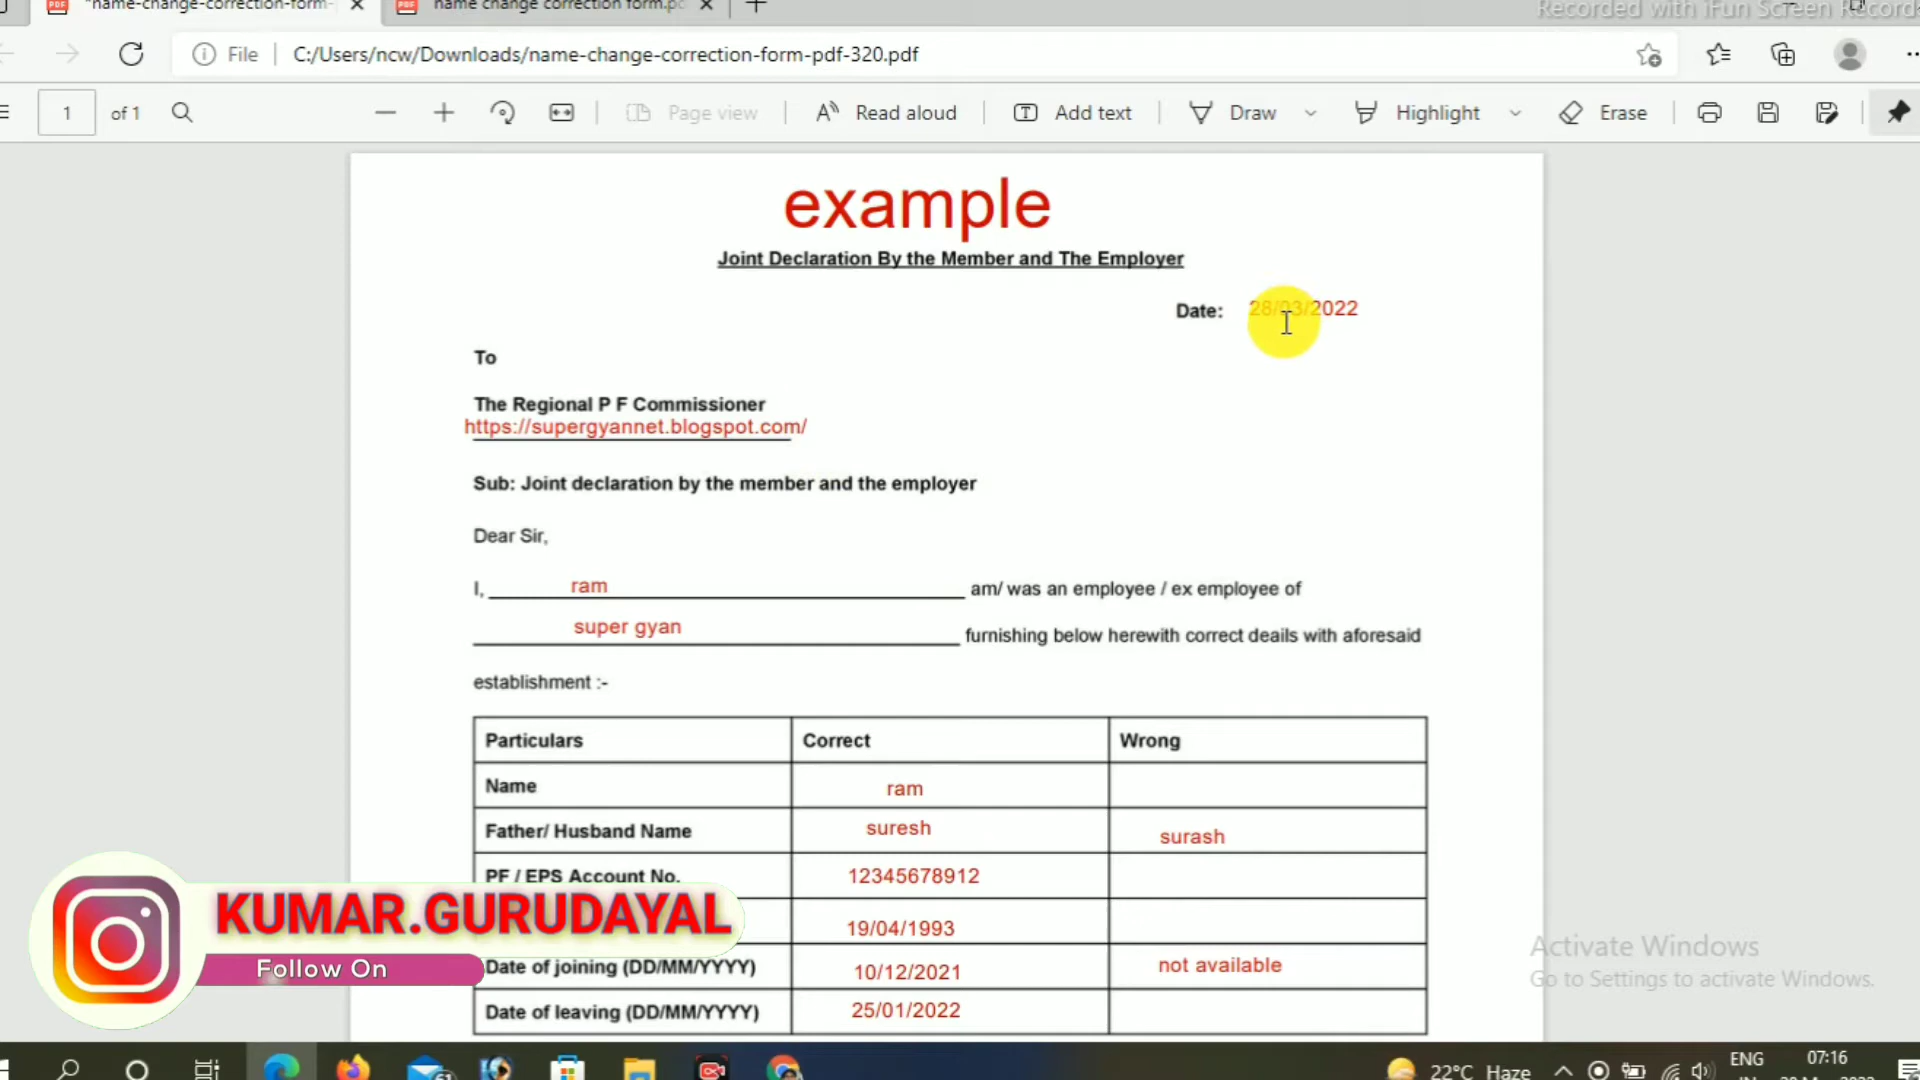 Recorded with iFun Screen Record
"name-change-correction-form-
name change correction form.pd
File
C:/Users/ncw/Downloads/name-change-correction-form-pdf-320.pdf
1 of 1
Page view
Read aloud
Add text
Draw
Highlight
Erase
example
Joint Declaration By the Member and The Employer
Date: 28/03/2022
To
The Regional P F Commissioner
https://supergyannet.blogspot.com/
Sub: Joint declaration by the member and the employer
Dear Sir,
I, ram am/ was an employee / ex employee of
super gyan furnishing below herewith correct deails with aforesaid
establishment :-
Particulars Correct Wrong
Name ram
Father/ Husband Name suresh surash
PF / EPS Account No. 12345678912
19/04/1993
Date of joining (DD/MM/YYYY) 10/12/2021 not available
Date of leaving (DD/MM/YYYY) 25/01/2022
KUMAR.GURUDAYAL
Follow On
Activate Windows
Go to Settings to activate Windows.
22°C Haze
ENG
07:16